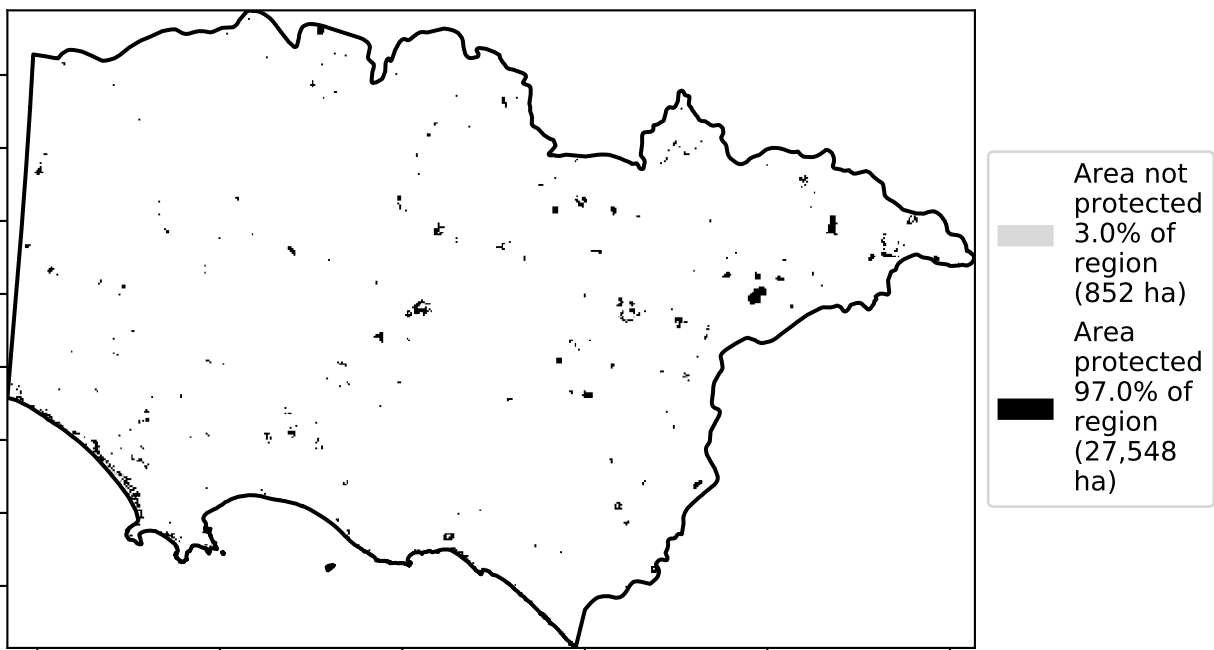 Area not
protected
3.0% of
region
(852 ha)
Area
protected
97.0% of
region
(27,548
ha)